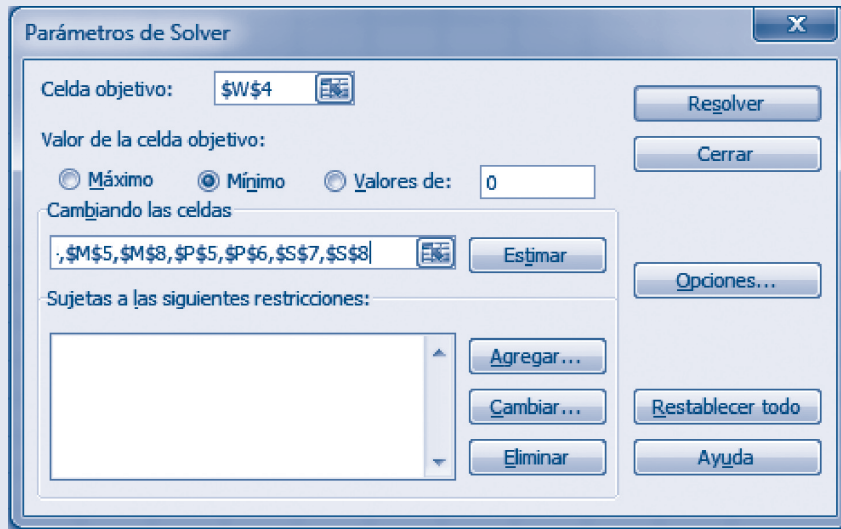 Parámetros de Solver
X
Celda objetivo: $W$4
Resolver
Valor de la celda objetivo:
Cerrar
Máximo Mínimo Valores de: 0
Cambiando las celdas
,$M$5,$M$8,$P$5,$P$6,$S$7,$S$8
Estimar
Opciones...
Sujetas a las siguientes restricciones:
Agregar...
Cambiar...
Restablecer todo
Eliminar
Ayuda